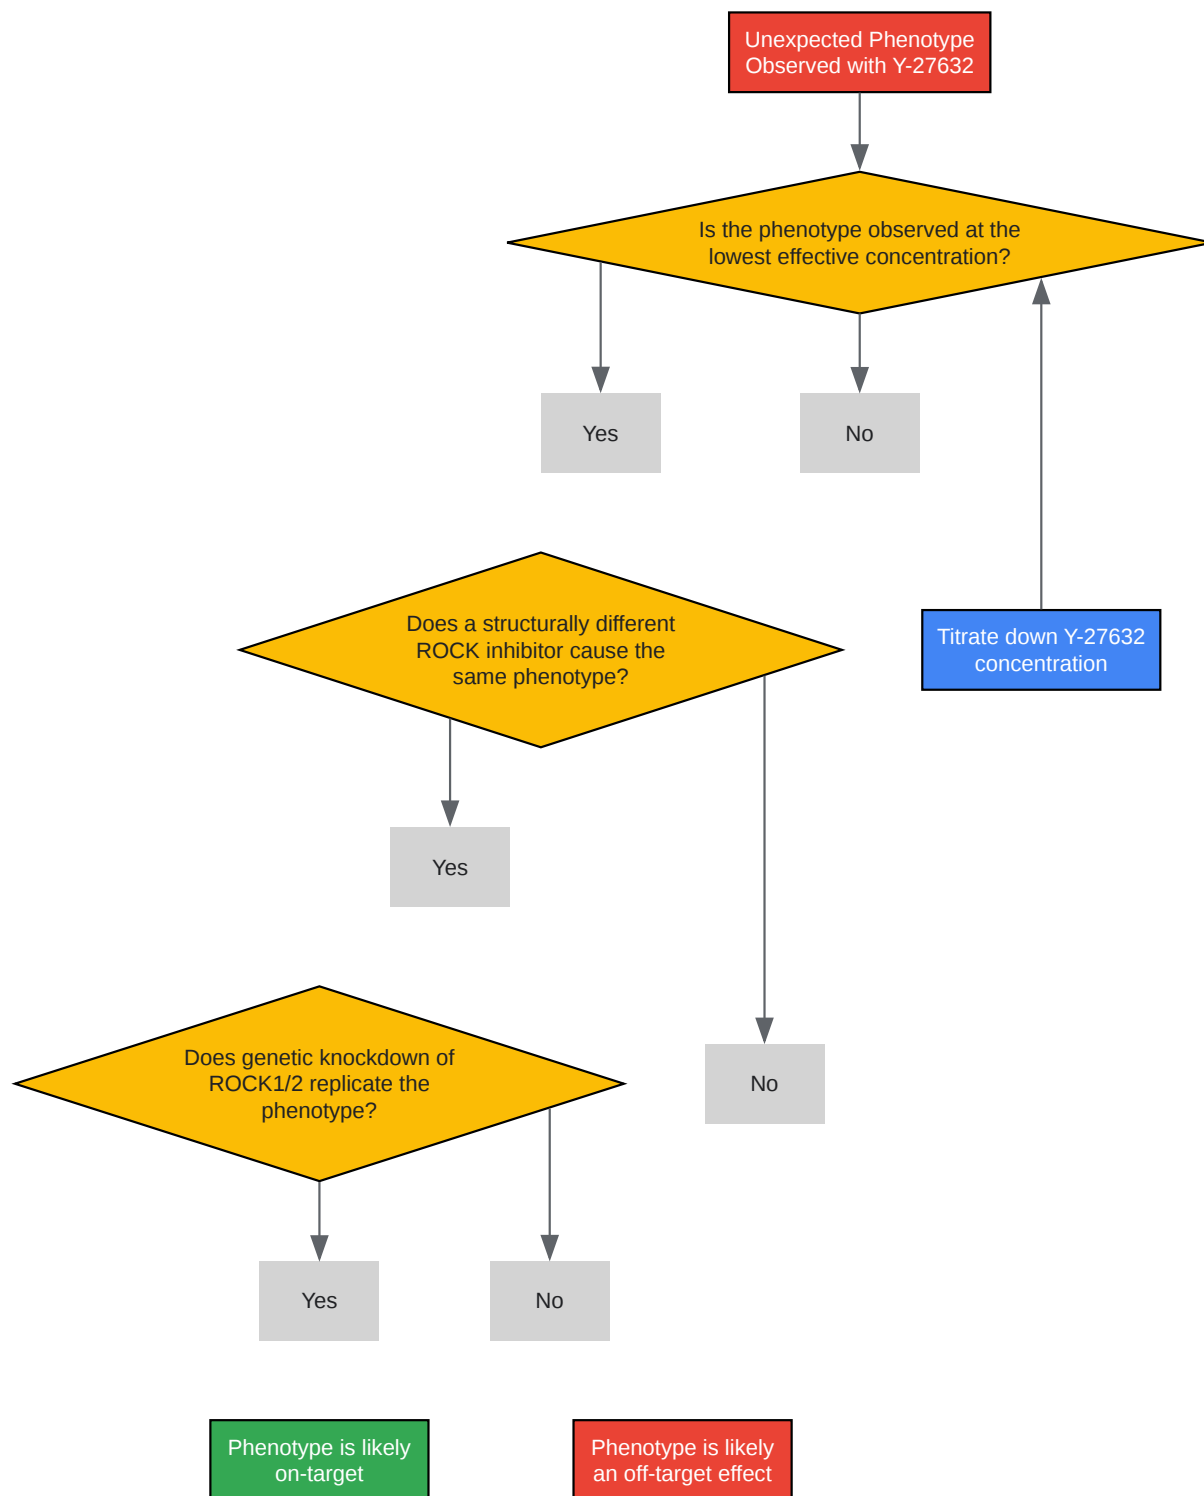 Unexpected Phenotype
Observed with Y-27632
Is the phenotype observed at the
lowest effective concentration?
Yes
No
Does a structurally different
ROCK inhibitor cause the
same phenotype?
Titrate down Y-27632
concentration
Yes
Does genetic knockdown of
ROCK1/2 replicate the
phenotype?
No
Yes
No
Phenotype is likely
on-target
Phenotype is likely
an off-target effect